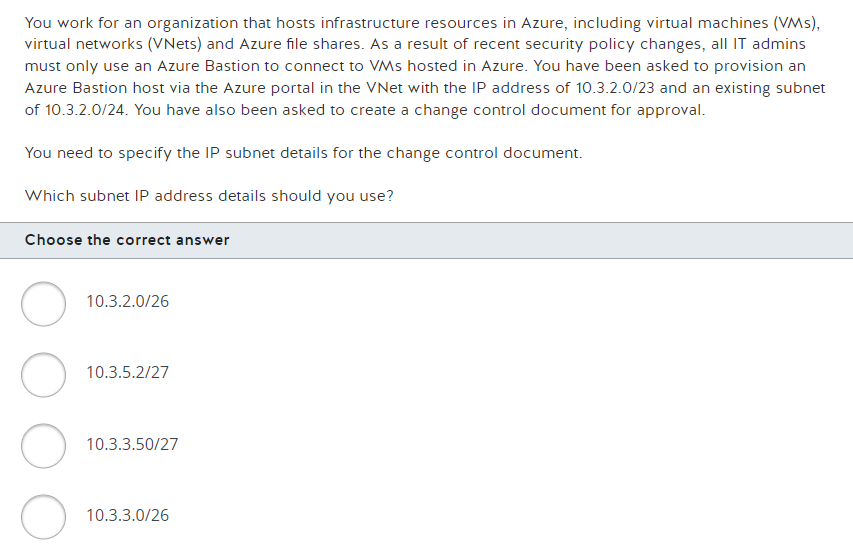 You work for an organization that hosts infrastructure resources in Azure, including virtual machines (VMs),
virtual networks (VNets) and Azure file shares. As a result of recent security policy changes, all IT admins
must only use an Azure Bastion to connect to VMs hosted in Azure. You have been asked to provision an
Azure Bastion host via the Azure portal in the VNet with the IP address of 10.3.2.0/23 and an existing subnet
of 10.3.2.0/24. You have also been asked to create a change control document for approval.
You need to specify the IP subnet details for the change control document.
Which subnet IP address details should you use?
Choose the correct answer
10.3.2.0/26
10.3.5.2/27
10.3.3.50/27
10.3.3.0/26